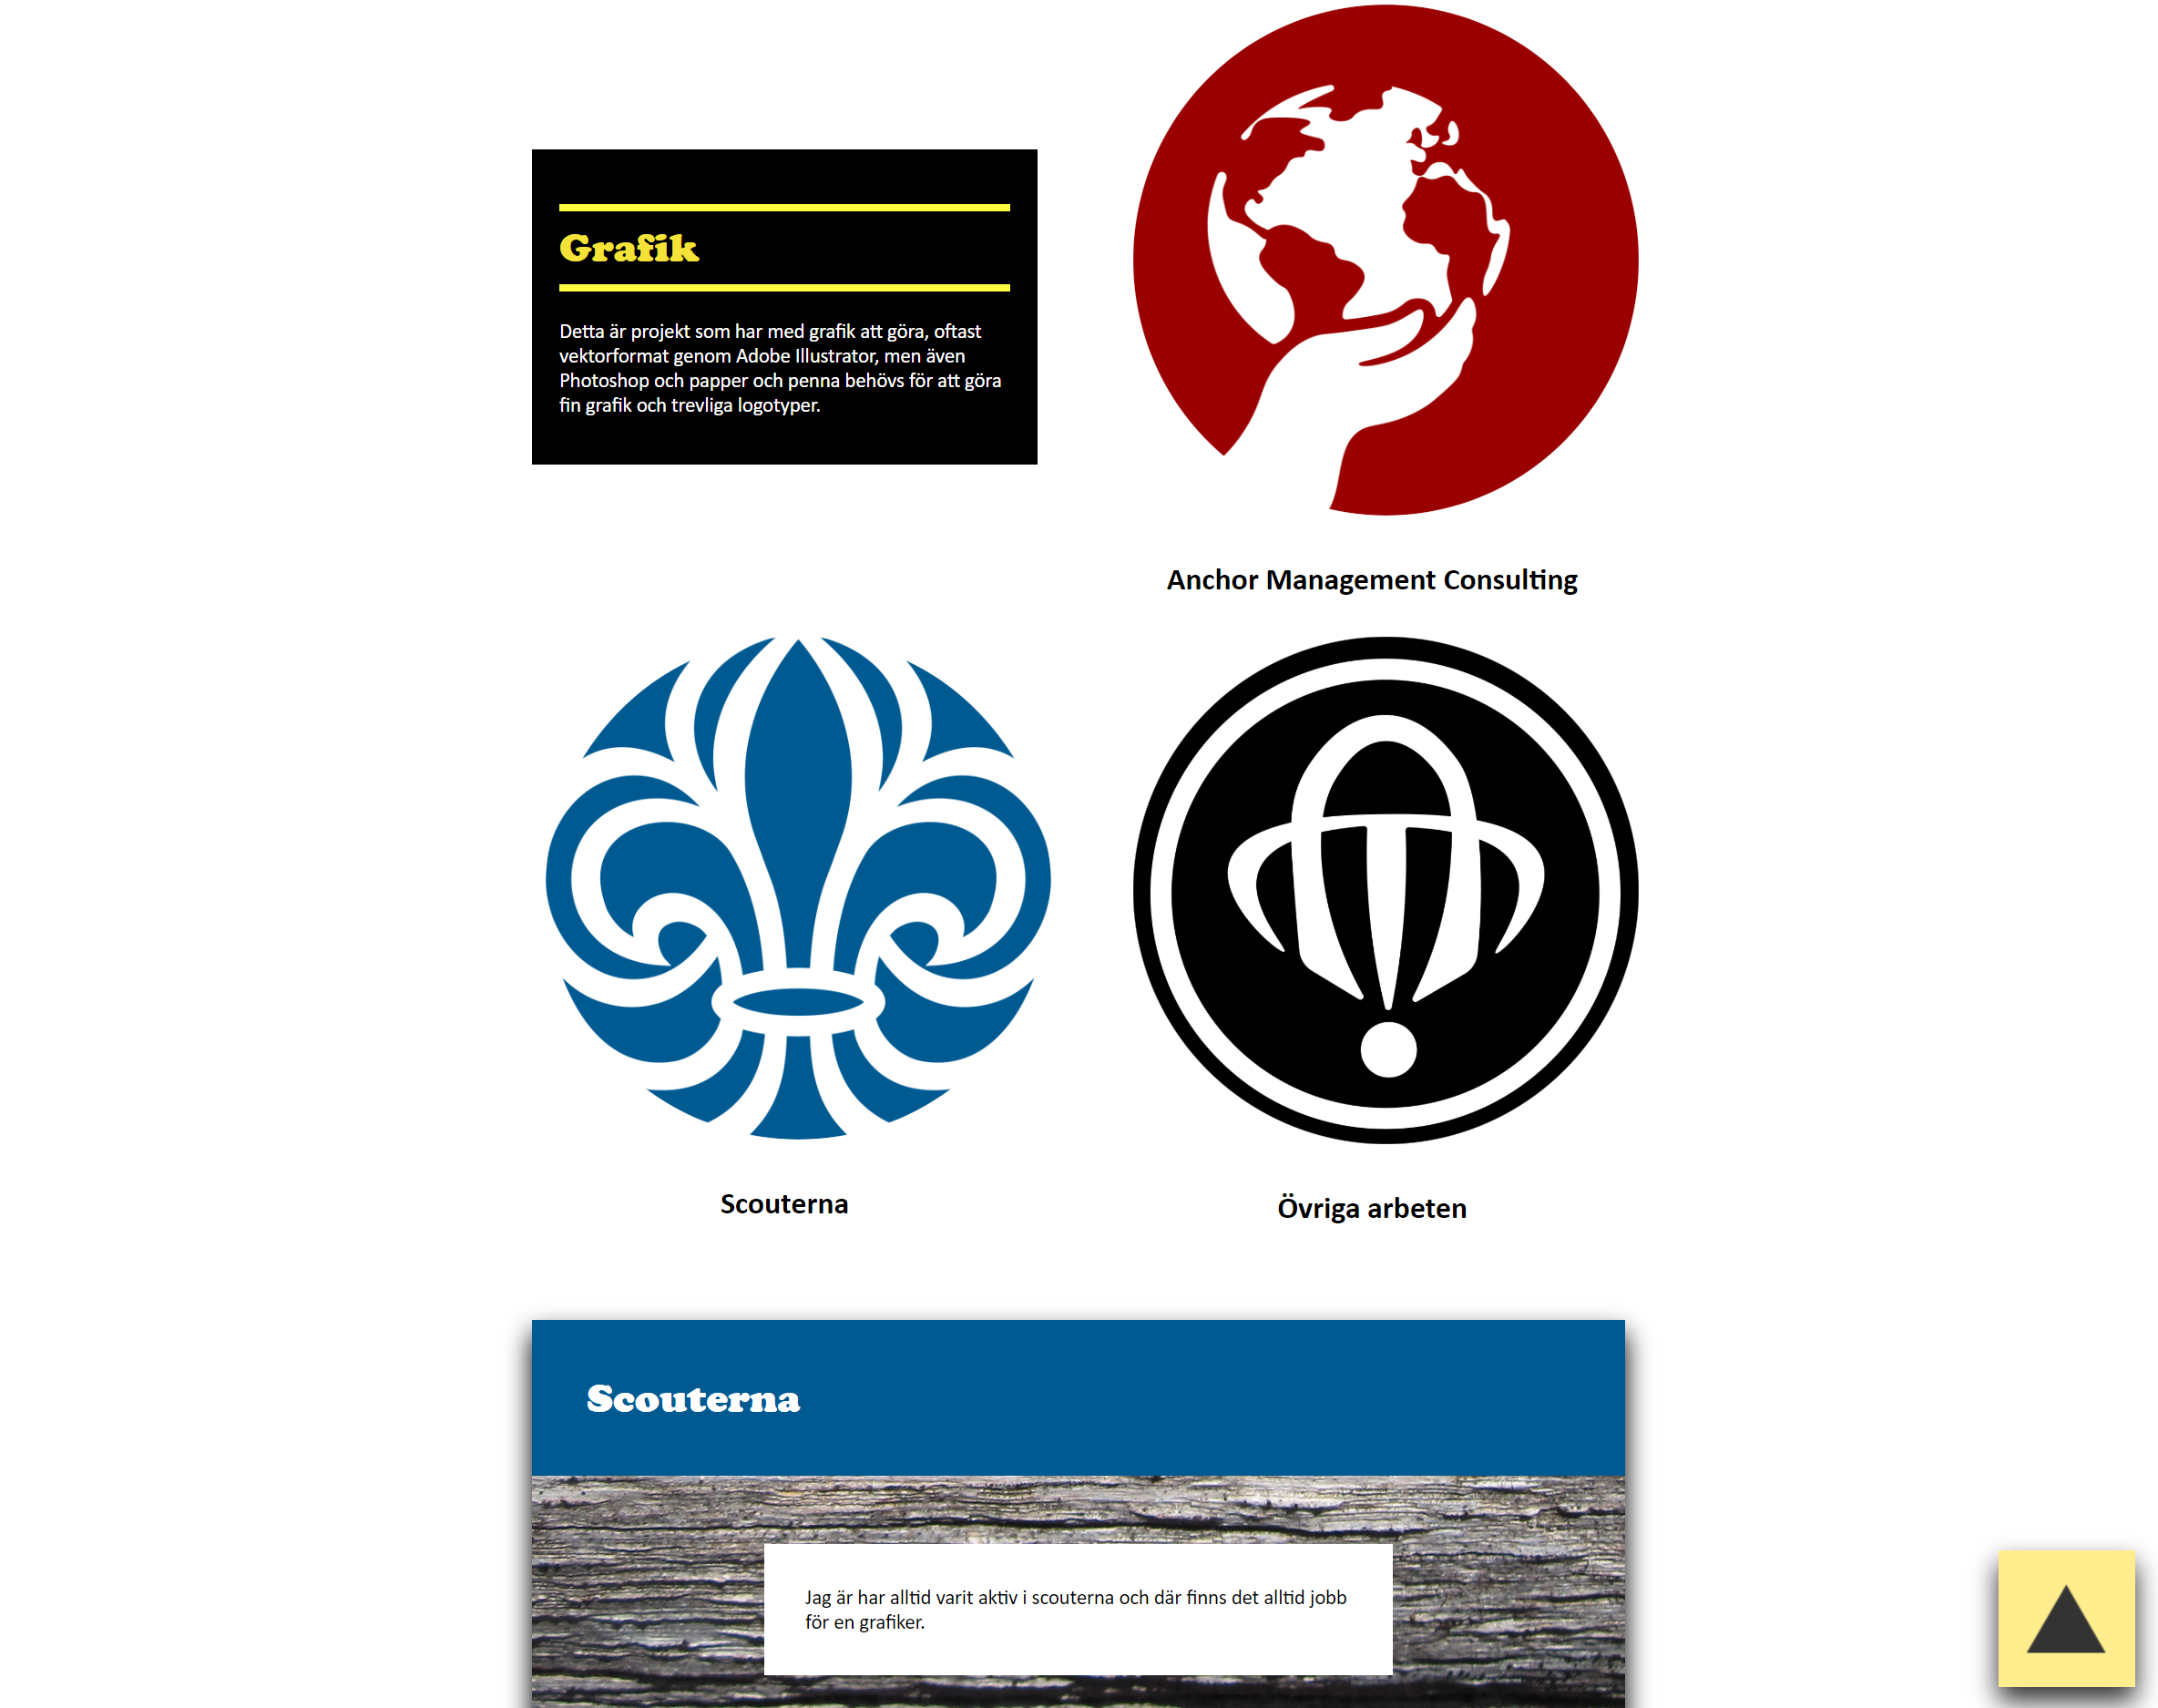 Grafik
Detta är projekt som har med grafik att göra, oftast
vektorformat genom Adobe Illustrator, men även
Photoshop och papper och penna behövs för att göra
fin grafik och trevliga logotyper.
Anchor Management Consulting
Scouterna
Övriga arbeten
Scouterna
Jag är har alltid varit aktiv i scouterna och där finns det alltid jobb
för en grafiker.